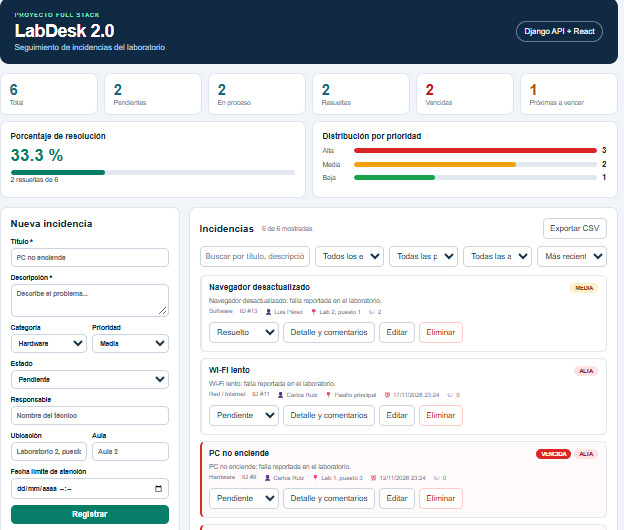 PROYECTO FULL STACK
LabDesk 2.0
Seguimiento de incidencias del laboratorio
Django API + React
6
Total
2
Pendientes
2
En proceso
2
Resueltas
2
Vencidas
1
Próximas a vencer
Porcentaje de resolución
33.3 %
2 resueltas de 6
Distribución por prioridad
Alta 3
Media 2
Baja 1
Nueva incidencia
Título *
PC no enciende
Descripción *
Describe el problema...
Categoría Prioridad
Hardware Media
Estado
Pendiente
Responsable
Nombre del técnico
Ubicación Aula
Laboratorio 2, puest Aula 2
Fecha límite de atención
dd/mm/aaaa --:--
Registrar
Incidencias 6 de 6 mostradas
Exportar CSV
Buscar por título, descripció Todos los e Todas las p Todas las a Más recient
Navegador desactualizado MEDIA
Navegador desactualizado: falla reportada en el laboratorio.
Software ID #13 Luis Pérez Lab 2, puesto 1 2
Resuelto Detalle y comentarios Editar Eliminar
Wi-Fi lento ALTA
Wi-Fi lento: falla reportada en el laboratorio.
Red / Internet ID #11 Carlos Ruiz Pasillo principal 17/11/2026 23:24 0
Pendiente Detalle y comentarios Editar Eliminar
PC no enciende VENCIDA ALTA
PC no enciende: falla reportada en el laboratorio.
Hardware ID #9 Carlos Ruiz Lab 1, puesto 3 12/11/2026 23:24 0
Pendiente Detalle y comentarios Editar Eliminar